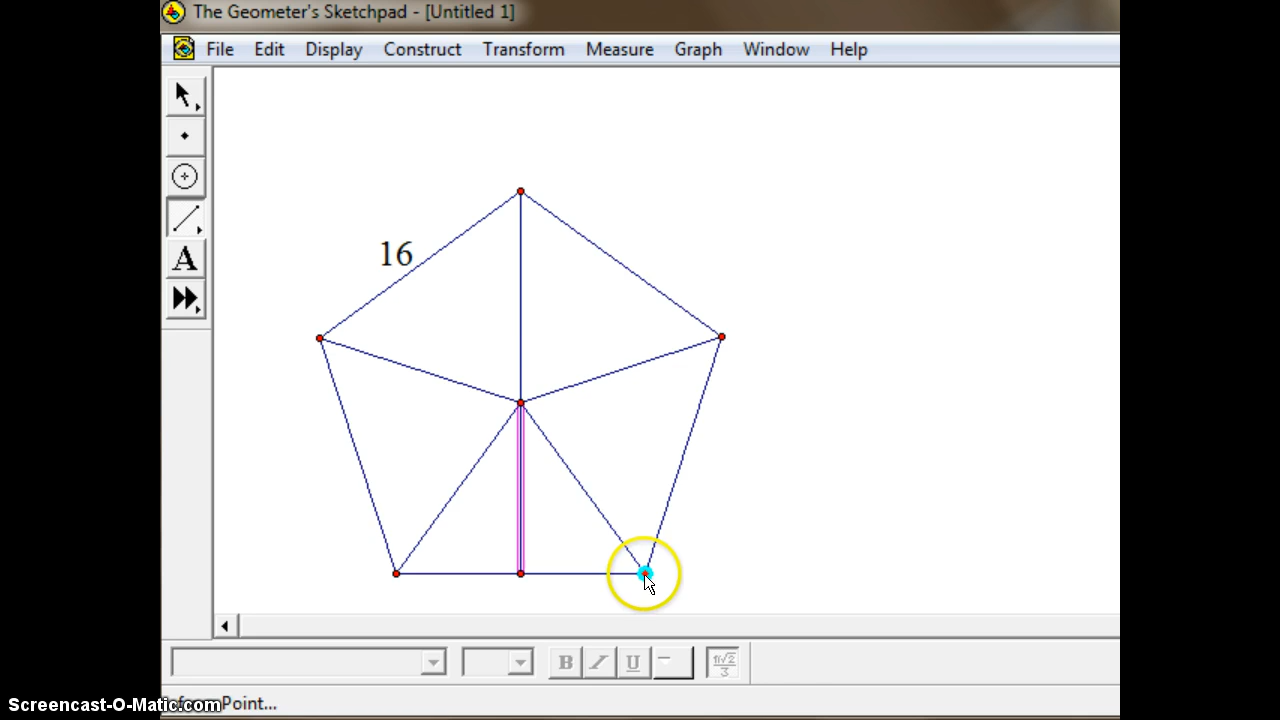 The Geometer's Sketchpad - [Untitled 1]
File Edit Display Construct Transform Measure Graph Window Help
16
A
B I U
Screencast-O-Matic.com Point...